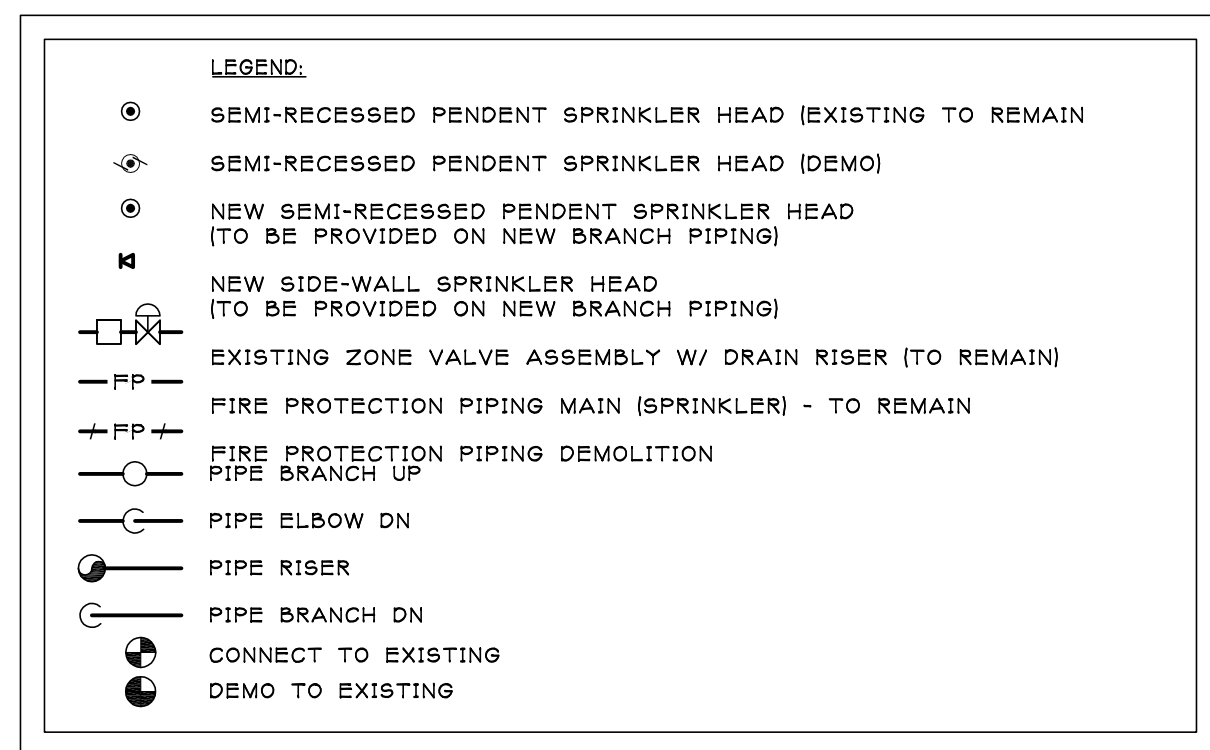 LEGEND:
SEMI-RECESSED PENDENT SPRINKLER HEAD (EXISTING TO REMAIN
SEMI-RECESSED PENDENT SPRINKLER HEAD (DEMO)
NEW SEMI-RECESSED PENDENT SPRINKLER HEAD
(TO BE PROVIDED ON NEW BRANCH PIPING)
NEW SIDE-WALL SPRINKLER HEAD
(TO BE PROVIDED ON NEW BRANCH PIPING)
EXISTING ZONE VALVE ASSEMBLY W/ DRAIN RISER (TO REMAIN)
FP
FIRE PROTECTION PIPING MAIN (SPRINKLER) - TO REMAIN
FP
FIRE PROTECTION PIPING DEMOLITION
PIPE BRANCH UP
PIPE ELBOW DN
PIPE RISER
PIPE BRANCH DN
CONNECT TO EXISTING
DEMO TO EXISTING